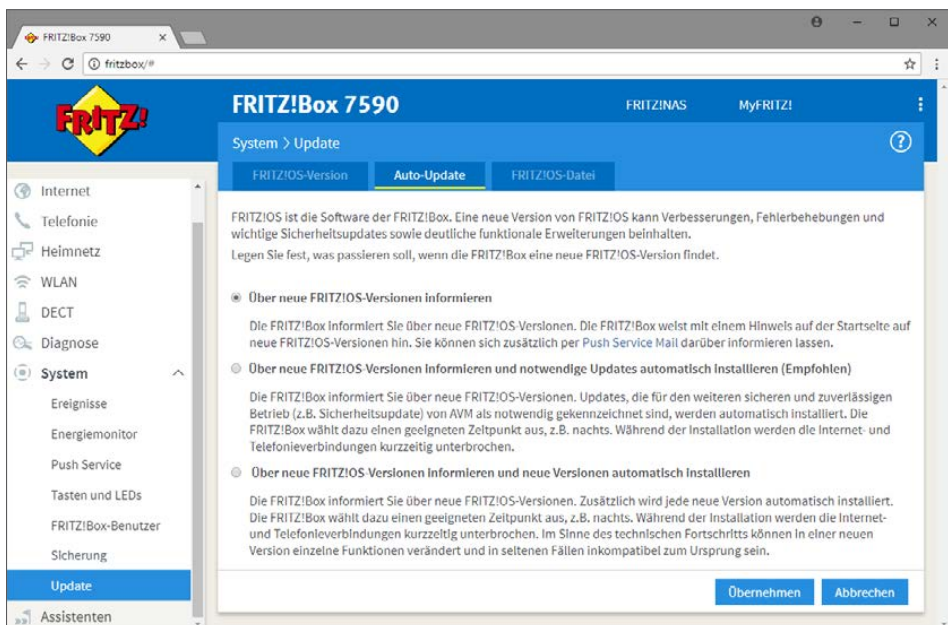 FRITZ!Box 7590
fritzbox/#
FRITZ!
FRITZ!Box 7590
FRITZ!NAS
MyFRITZ!
System > Update
FRITZ!OS-Version
Auto-Update
FRITZ!OS-Datei
Internet
Telefonie
Heimnetz
WLAN
DECT
Diagnose
System
Ereignisse
Energiemonitor
Push Service
Tasten und LEDs
FRITZ!Box-Benutzer
Sicherung
Update
Assistenten
FRITZ!OS ist die Software der FRITZ!Box. Eine neue Version von FRITZ!OS kann Verbesserungen, Fehlerbehebungen und
wichtige Sicherheitsupdates sowie deutliche funktionale Erweiterungen beinhalten.
Legen Sie fest, was passieren soll, wenn die FRITZ!Box eine neue FRITZ!OS-Version findet.
Über neue FRITZ!OS-Versionen informieren
Die FRITZ!Box informiert Sie über neue FRITZ!OS-Versionen. Die FRITZ!Box weist mit einem Hinweis auf der Startseite auf
neue FRITZ!OS-Versionen hin. Sie können sich zusätzlich per Push Service Mail darüber informieren lassen.
Über neue FRITZ!OS-Versionen informieren und notwendige Updates automatisch installieren (Empfohlen)
Die FRITZ!Box informiert Sie über neue FRITZ!OS-Versionen. Updates, die für den weiteren sicheren und zuverlässigen
Betrieb (z.B. Sicherheitsupdate) von AVM als notwendig gekennzeichnet sind, werden automatisch installiert. Die
FRITZ!Box wählt dazu einen geeigneten Zeitpunkt aus, z.B. nachts. Während der Installation werden die Internet- und
Telefonieverbindungen kurzzeitig unterbrochen.
Über neue FRITZ!OS-Versionen informieren und neue Versionen automatisch installieren
Die FRITZ!Box informiert Sie über neue FRITZ!OS-Versionen. Zusätzlich wird jede neue Version automatisch installiert.
Die FRITZ!Box wählt dazu einen geeigneten Zeitpunkt aus, z.B. nachts. Während der Installation werden die Internet-
und Telefonieverbindungen kurzzeitig unterbrochen. Im Sinne des technischen Fortschritts können in einer neuen
Version einzelne Funktionen verändert und in seltenen Fällen inkompatibel zum Ursprung sein.
Übernehmen
Abbrechen